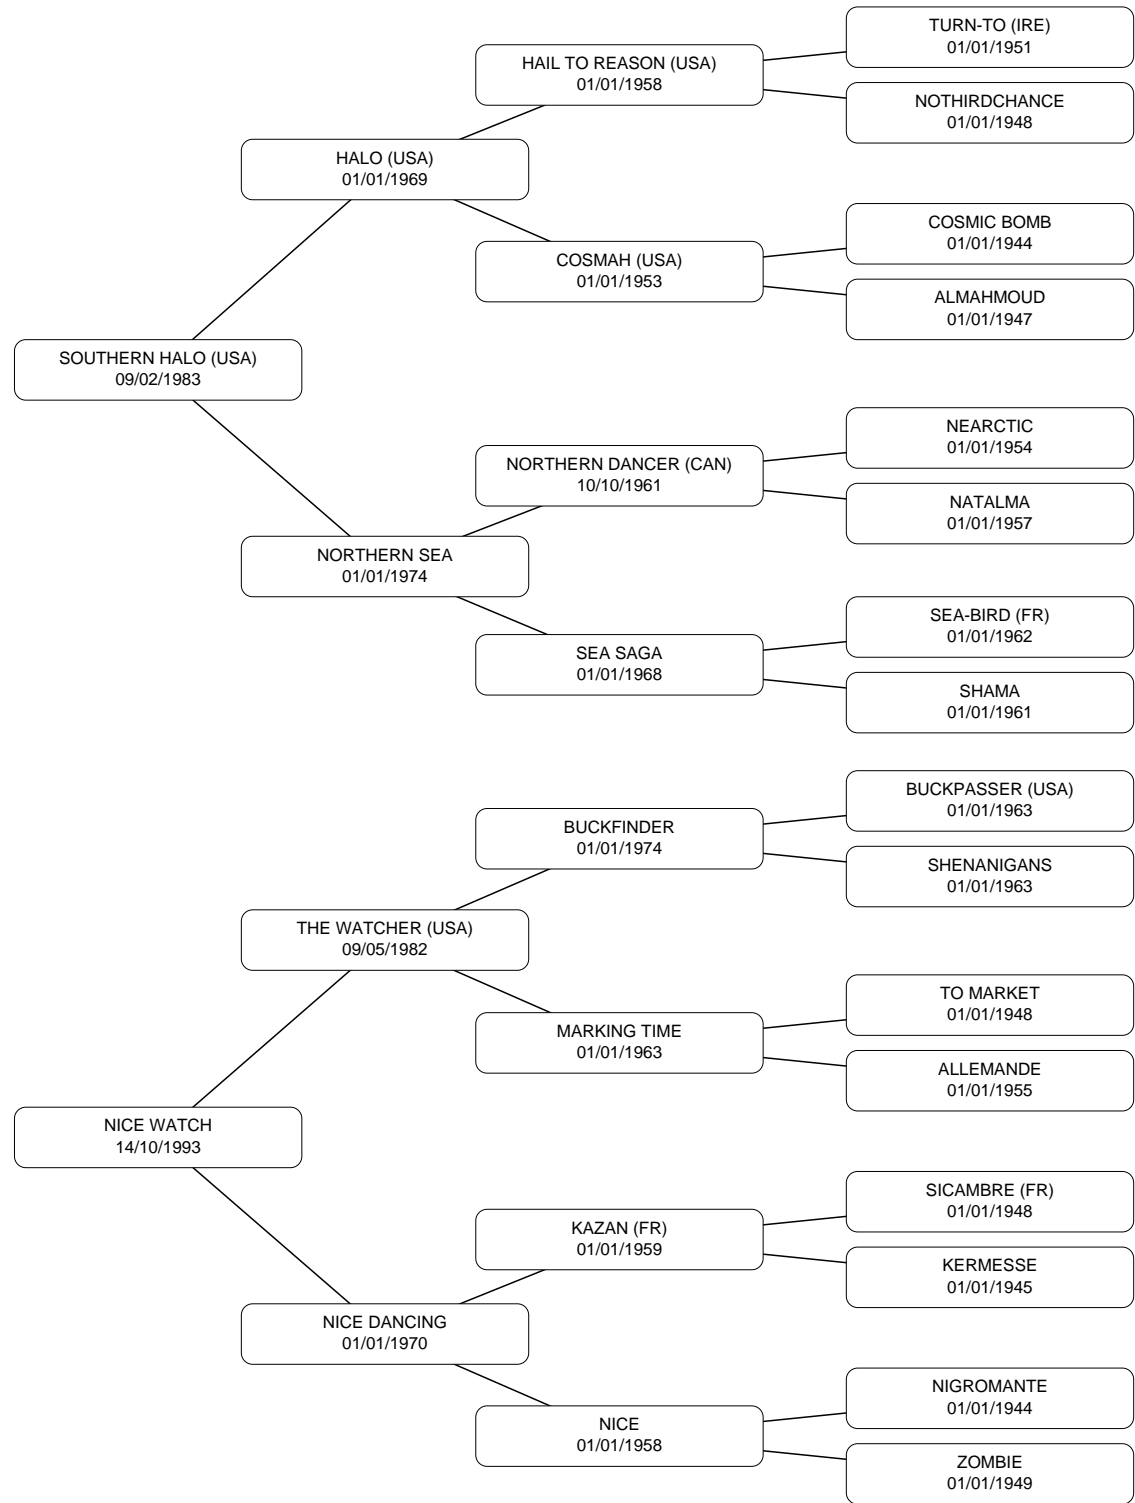 TURN-TO (IRE)
01/01/1951
HAIL TO REASON (USA)
01/01/1958
NOTHIRDCHANCE
01/01/1948
HALO (USA)
01/01/1969
COSMIC BOMB
01/01/1944
COSMAH (USA)
01/01/1953
ALMAHMOUD
01/01/1947
SOUTHERN HALO (USA)
09/02/1983
NEARCTIC
01/01/1954
NORTHERN DANCER (CAN)
10/10/1961
NATALMA
01/01/1957
NORTHERN SEA
01/01/1974
SEA-BIRD (FR)
01/01/1962
SEA SAGA
01/01/1968
SHAMA
01/01/1961
BUCKPASSER (USA)
01/01/1963
BUCKFINDER
01/01/1974
SHENANIGANS
01/01/1963
THE WATCHER (USA)
09/05/1982
TO MARKET
01/01/1948
MARKING TIME
01/01/1963
ALLEMANDE
01/01/1955
NICE WATCH
14/10/1993
SICAMBRE (FR)
01/01/1948
KAZAN (FR)
01/01/1959
KERMESSE
01/01/1945
NICE DANCING
01/01/1970
NIGROMANTE
01/01/1944
NICE
01/01/1958
ZOMBIE
01/01/1949